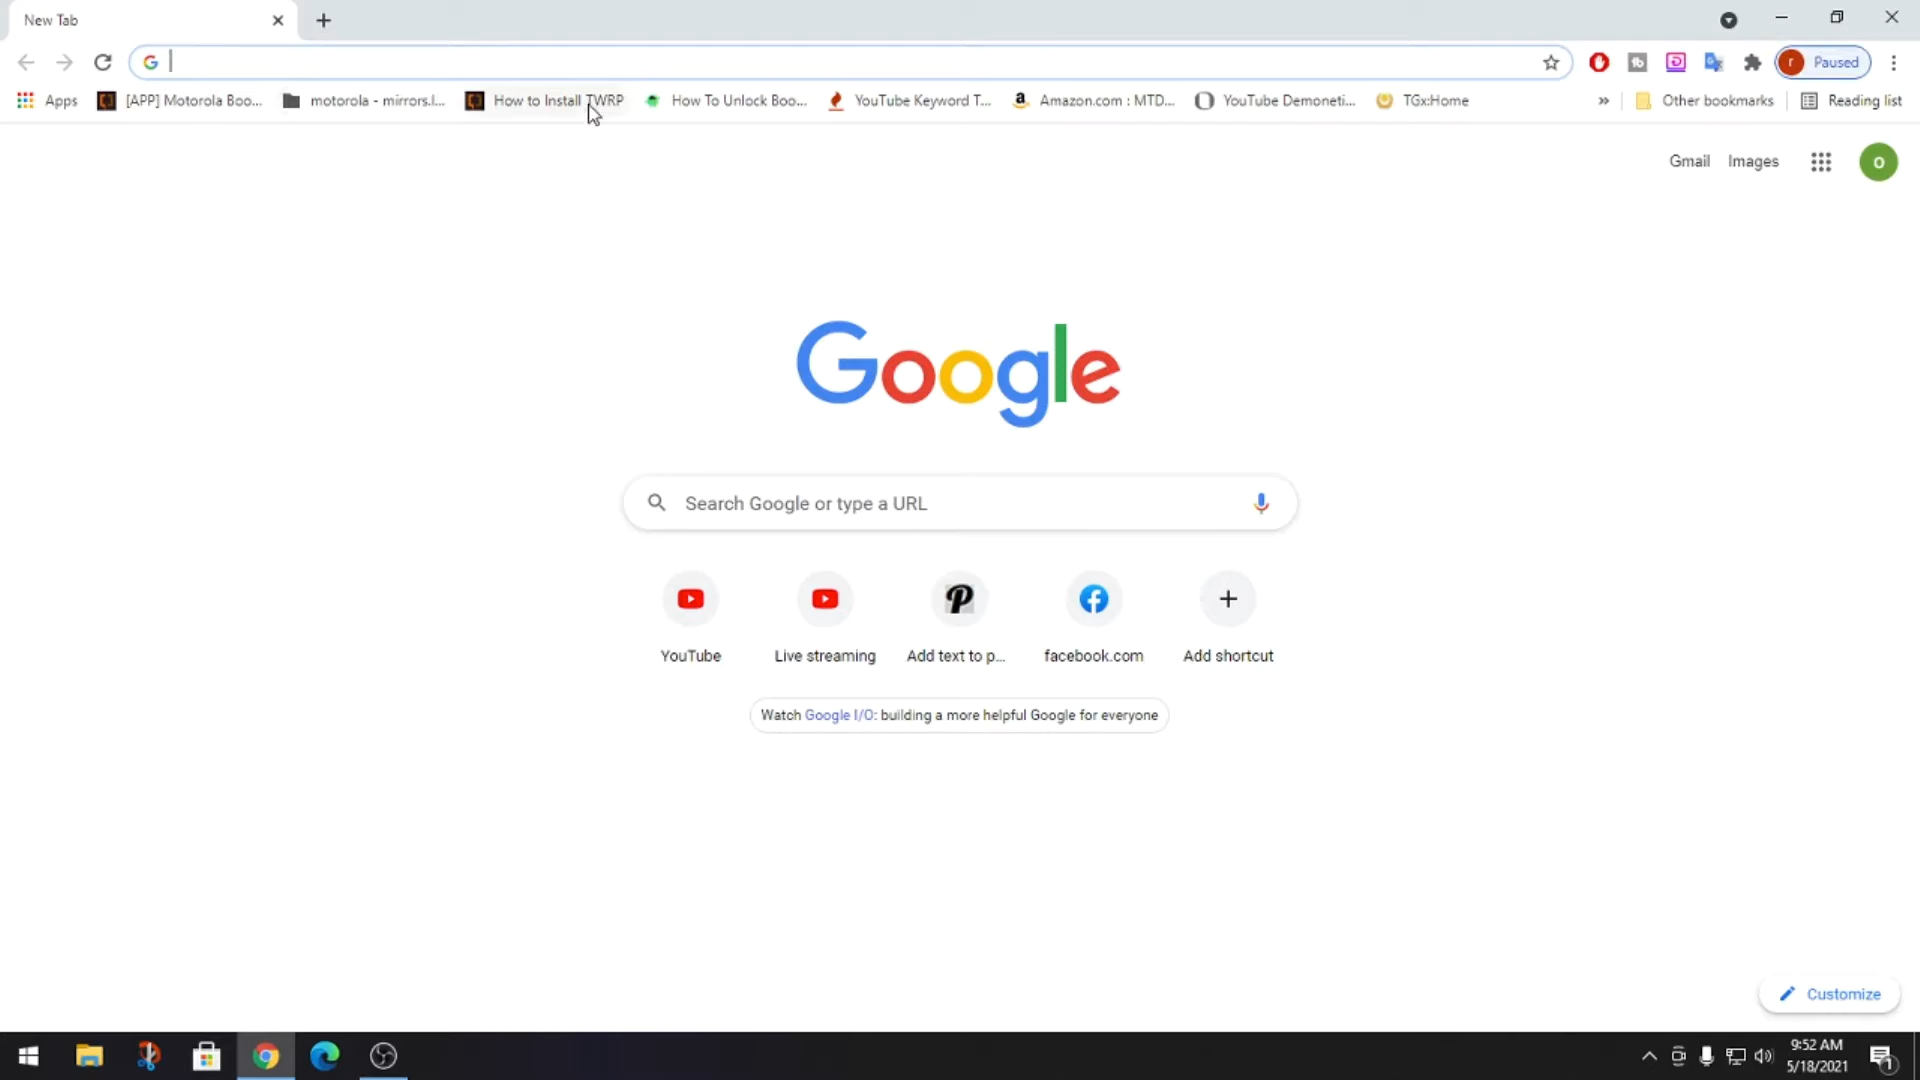 New Tab
Paused
Apps
[APP] Motorola Boo...
motorola - mirrors.l...
How to Install TWRP
How To Unlock Boo...
YouTube Keyword T...
Amazon.com : MTD...
YouTube Demoneti...
TGx:Home
»
Other bookmarks
Reading list
Gmail
Images
o
Google
Search Google or type a URL
YouTube
Live streaming
Add text to p...
facebook.com
Add shortcut
Watch Google I/O: building a more helpful Google for everyone
Customize
9:52 AM
5/18/2021
1